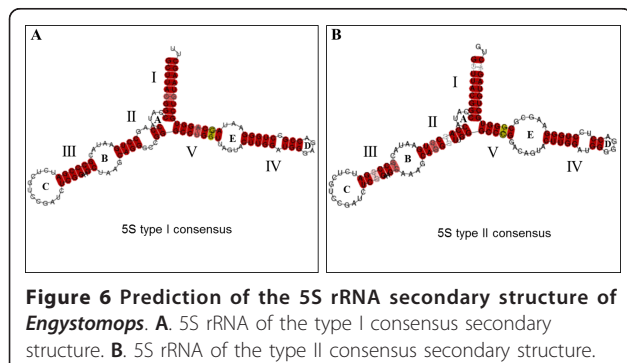 A
I
II
A
III
B
C
V
E
IV
D
5S type I consensus
B
I
II
A
III
B
C
V
E
IV
D
5S type II consensus
Figure 6 Prediction of the 5S rRNA secondary structure of
Engystomops. A. 5S rRNA of the type I consensus secondary
structure. B. 5S rRNA of the type II consensus secondary structure.